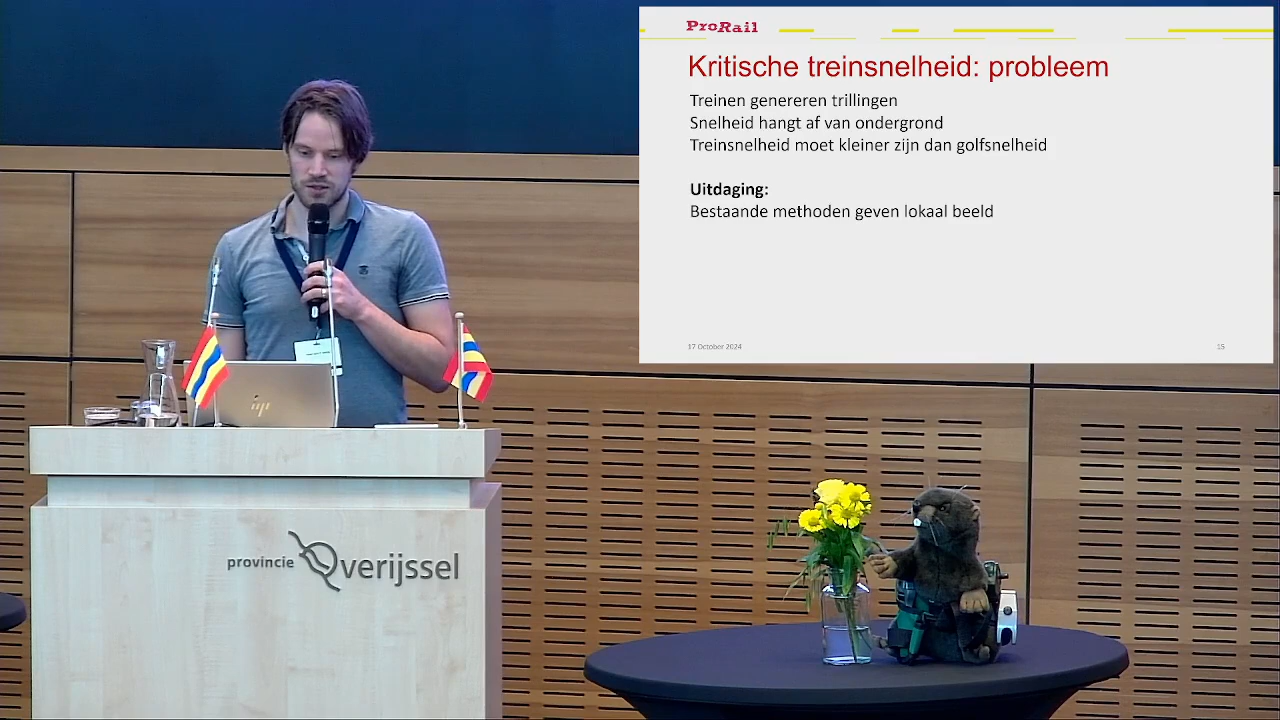 ProRail
Kritische treinsnelheid: probleem
Treinen genereren trillingen
Snelheid hangt af van ondergrond
Treinsnelheid moet kleiner zijn dan golfsnelheid
Uitdaging:
Bestaande methoden geven lokaal beeld
17 October 2024
15
hp
provincie Overijssel